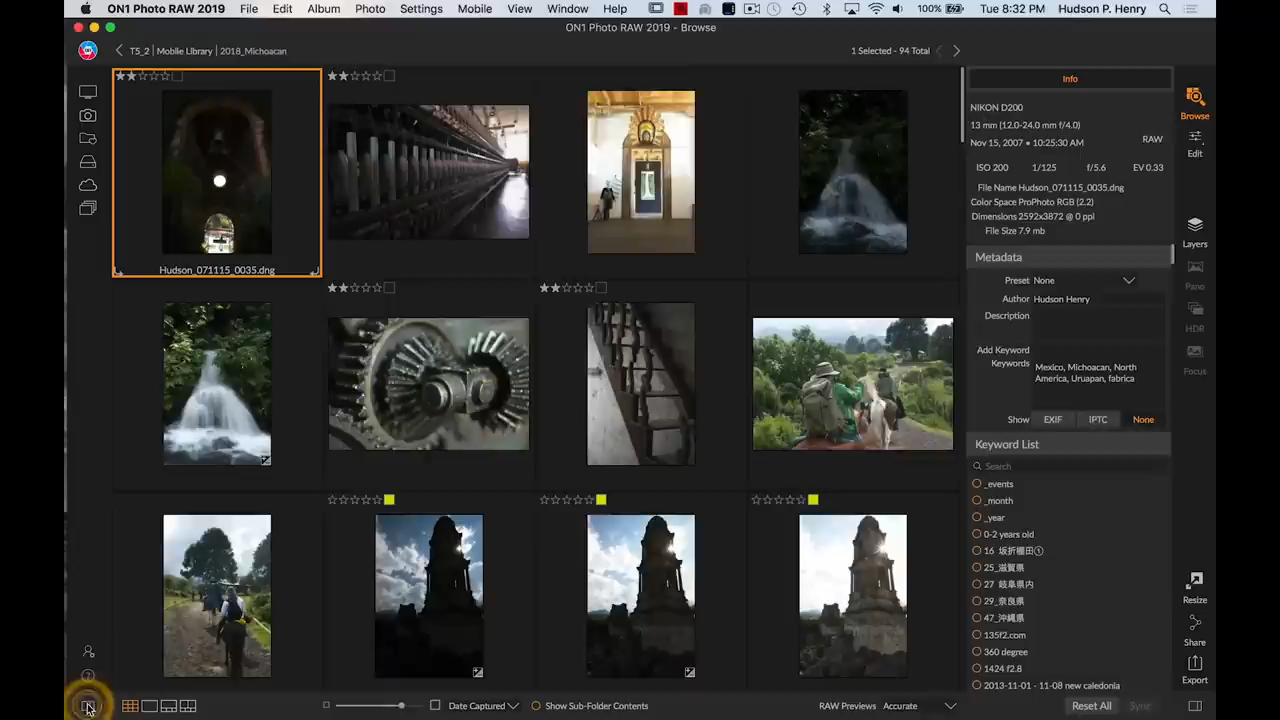 ON1 Photo RAW 2019 File Edit Album Photo Settings Mobile View Window Help 100% Tue 8:32 PM Hudson P. Henry
ON1 Photo RAW 2019 - Browse
T5_2 Mobile Library 2018_Michoacan 1 Selected - 94 Total
Info
NIKON D200
13 mm (12.0-24.0 mm f/4.0)
Nov 15, 2007 • 10:25:30 AM RAW
ISO 200 1/125 f/5.6 EV 0.33
File Name Hudson_071115_0035.dng
Color Space ProPhoto RGB (2.2)
Dimensions 2592x3872 @ 0 ppi
File Size 7.9 mb
Metadata
Preset None
Author Hudson Henry
Description
Add Keyword
Keywords Mexico, Michoacan, North
America, Uruapan, fabrica
Show EXIF IPTC None
Keyword List
Search
_events
_month
_year
0-2 years old
16 坂折棚田①
25_滋賀県
27 岐阜県内
29_奈良県
47_沖縄県
135f2.com
360 degree
1424 f2.8
2013-11-01 - 11-08 new caledonia
Browse
Edit
Layers
Pano
HDR
Focus
Resize
Share
Export
Hudson_071115_0035.dng
Date Captured Show Sub-Folder Contents RAW Previews Accurate Reset All Sync